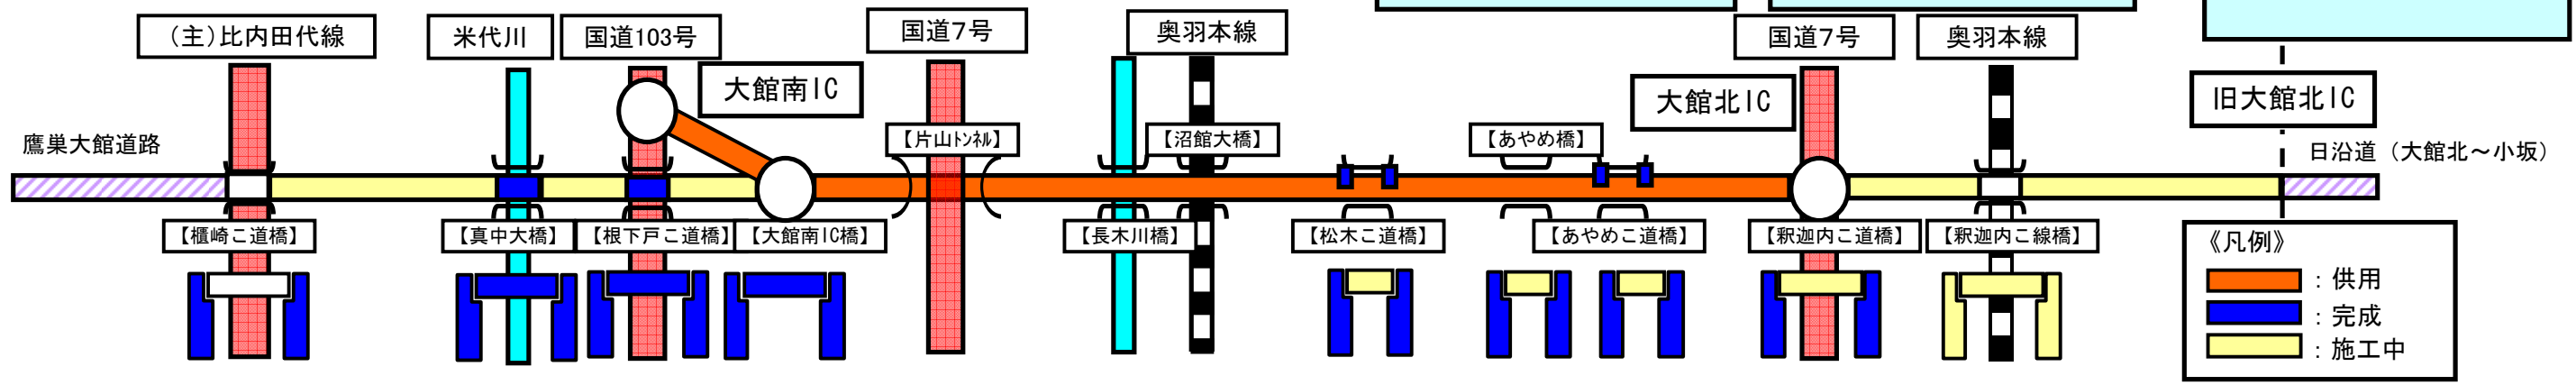 (主)比内田代線
米代川
国道103号
国道7号
奥羽本線
国道7号
奥羽本線
大館南IC
大館北IC
旧大館北IC
鷹巣大館道路
【片山トンネル】
【沼館大橋】
【あやめ橋】
日沿道（大館北～小坂）
【櫃崎こ道橋】
【真中大橋】
【根下戸こ道橋】
【大館南IC橋】
【長木川橋】
【松木こ道橋】
【あやめこ道橋】
【釈迦内こ道橋】
【釈迦内こ線橋】
《凡例》
：供用
：完成
：施工中